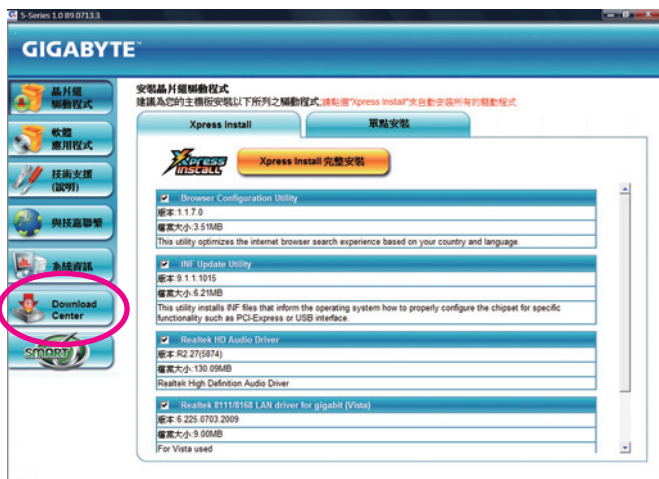 S-Series 1.0 B9.0713.3
GIGABYTE™
晶片組
驅動程式
軟體
應用程式
技術支援
(說明)
與技嘉聯繫
系統資訊
Download
Center
SMART
安裝晶片組驅動程式
建議為您的主機板安裝以下所列之驅動程式,請點選"Xpress Install"來自動安裝所有的驅動程式
Xpress Install
單點安裝
Xpress
INSTALL
Xpress Install 完整安裝
Browser Configuration Utility
版本:1.1.7.0
檔案大小:3.51MB
This utility optimizes the internet browser search experience based on your country and language.
INF Update Utility
版本:9.1.1.1015
檔案大小:6.21MB
This utility installs INF files that inform the operating system how to properly configure the chipset for specific
functionality such as PCI-Express or USB interface.
Realtek HD Audio Driver
版本:R2.27(5874)
檔案大小:130.09MB
Realtek High Definition Audio Driver
Realtek 8111/8168 LAN driver for gigabit (Vista)
版本:6.225.0703.2009
檔案大小:9.00MB
For Vista used